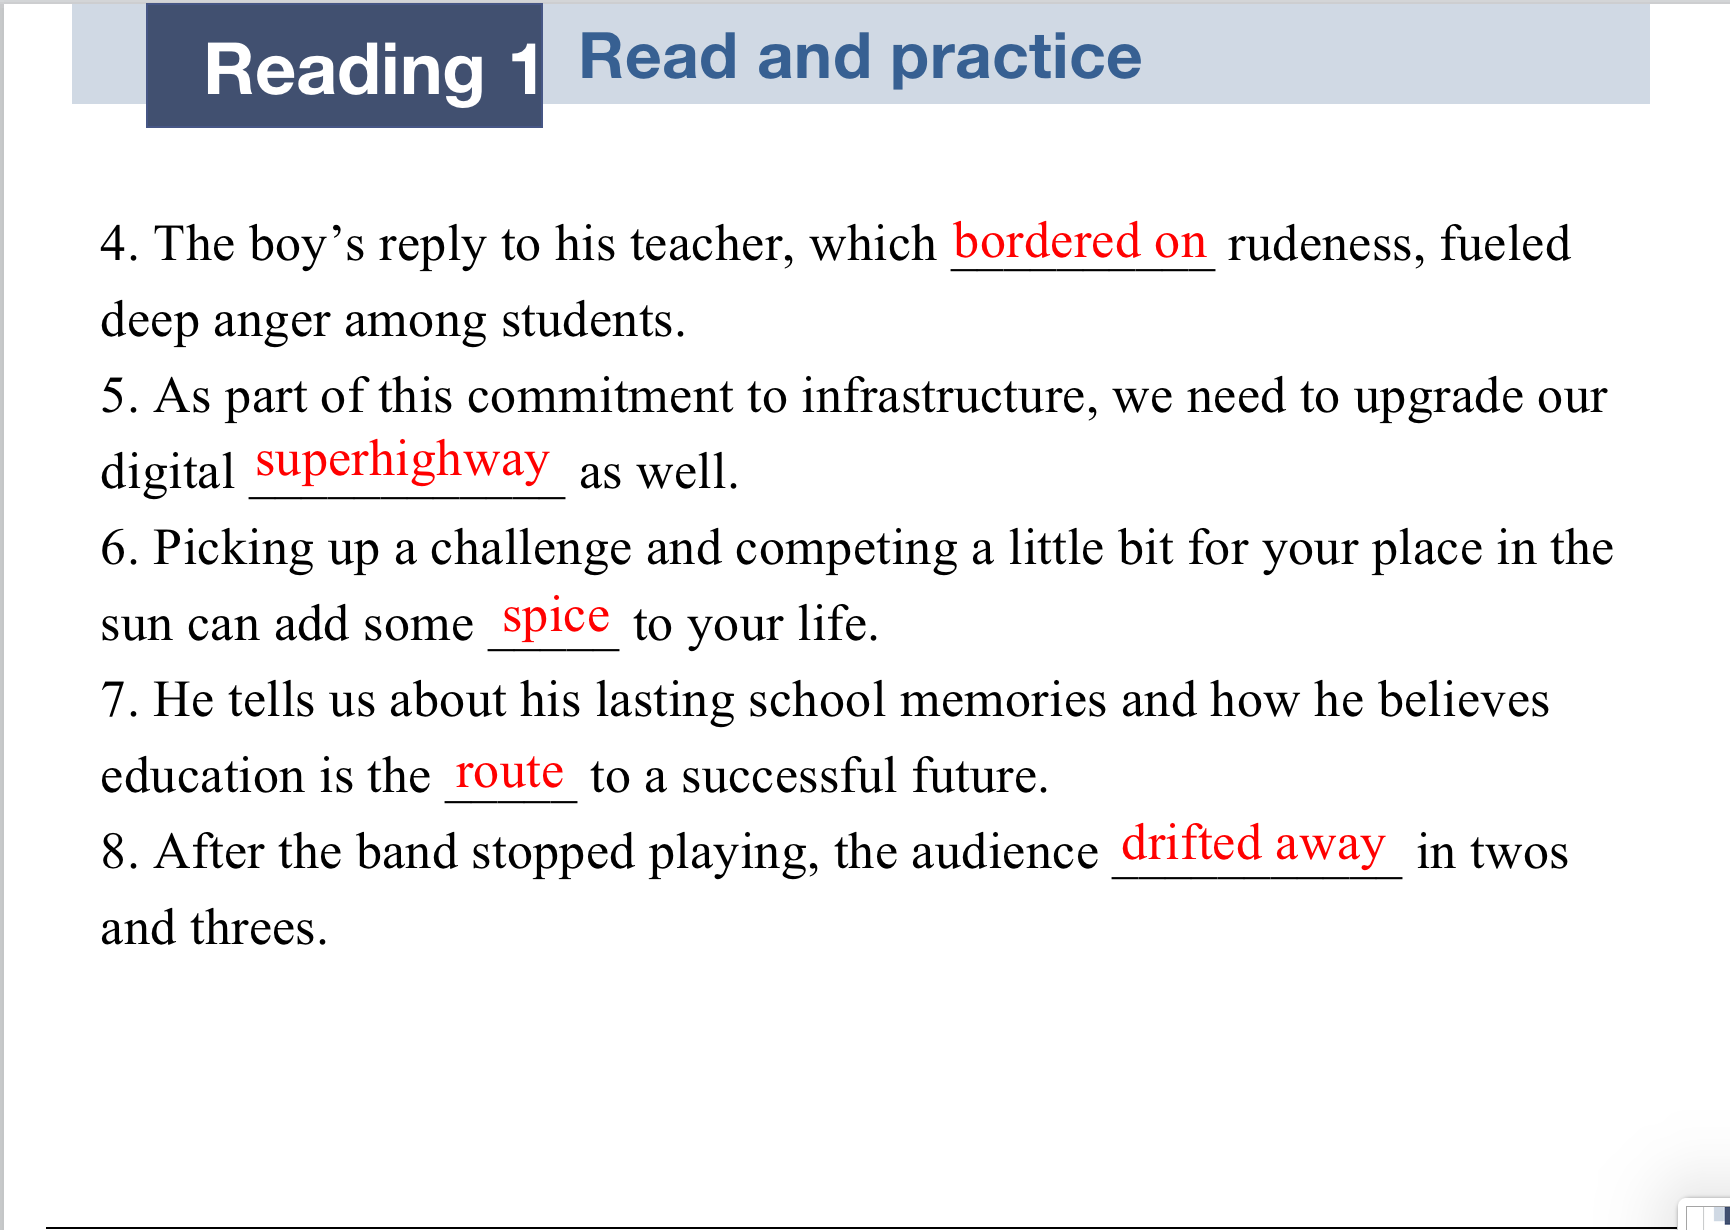 Reading 1 Read and practice
4. The boy’s reply to his teacher, which bordered on rudeness, fueled
deep anger among students.
5. As part of this commitment to infrastructure, we need to upgrade our
digital superhighway as well.
6. Picking up a challenge and competing a little bit for your place in the
sun can add some spice to your life.
7. He tells us about his lasting school memories and how he believes
education is the route to a successful future.
8. After the band stopped playing, the audience drifted away in twos
and threes.